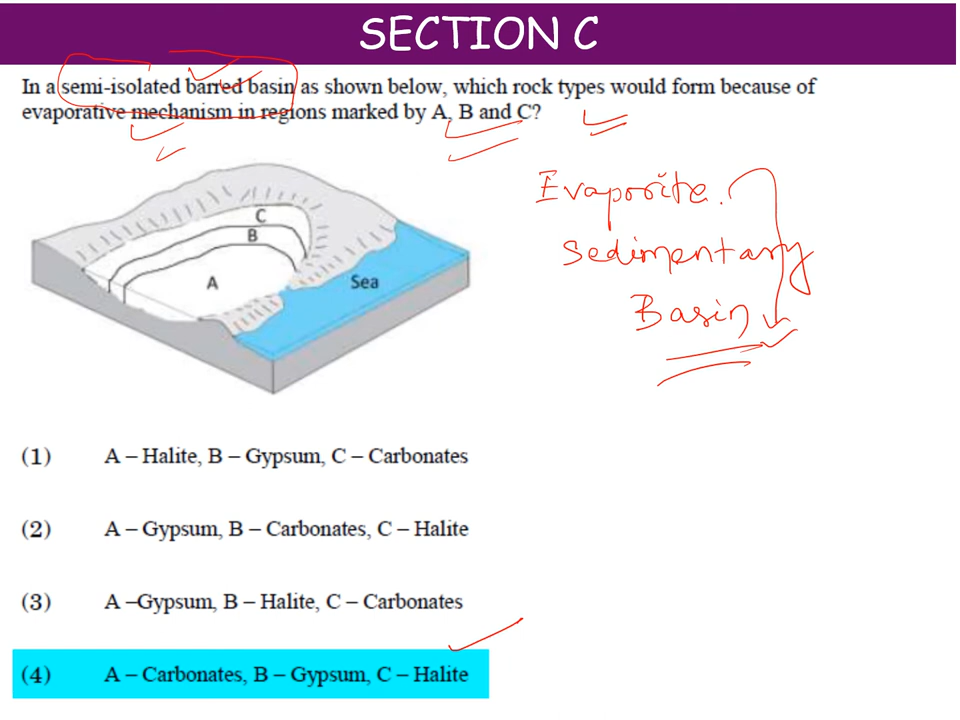 SECTION C
In a semi-isolated barred basin as shown below, which rock types would form because of
evaporative mechanism in regions marked by A, B and C?
Evaporite.
Sedimentary
Basin
C
B
A
Sea
(1) A – Halite, B – Gypsum, C – Carbonates
(2) A – Gypsum, B – Carbonates, C – Halite
(3) A –Gypsum, B – Halite, C – Carbonates
(4) A – Carbonates, B – Gypsum, C – Halite